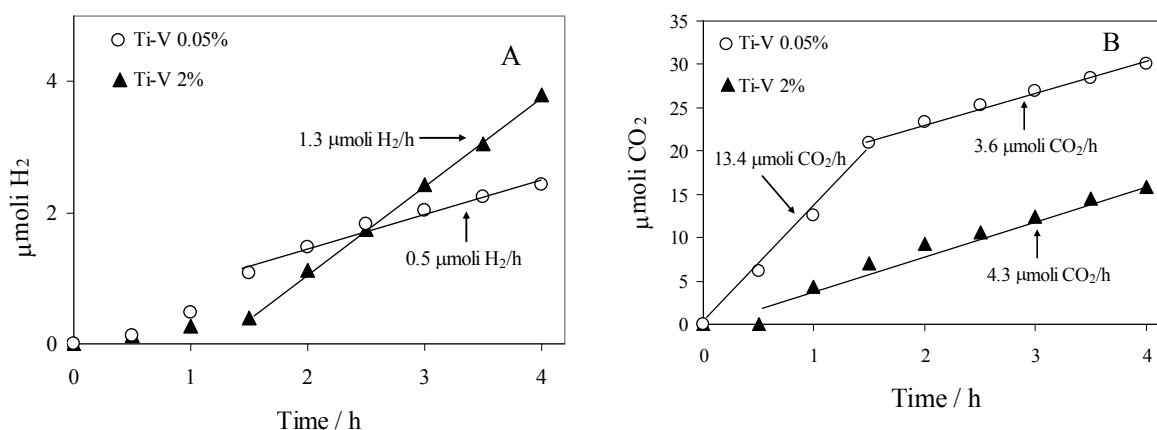 Ti-V 0.05%
Ti-V 2%
A
1.3 μmoli H₂/h
0.5 μmoli H₂/h
μmoli H₂
4
2
0
0 1 2 3 4
Time / h
B
Ti-V 0.05%
Ti-V 2%
13.4 μmoli CO₂/h
3.6 μmoli CO₂/h
4.3 μmoli CO₂/h
μmoli CO₂
35
30
25
20
15
10
5
0
0 1 2 3 4
Time / h